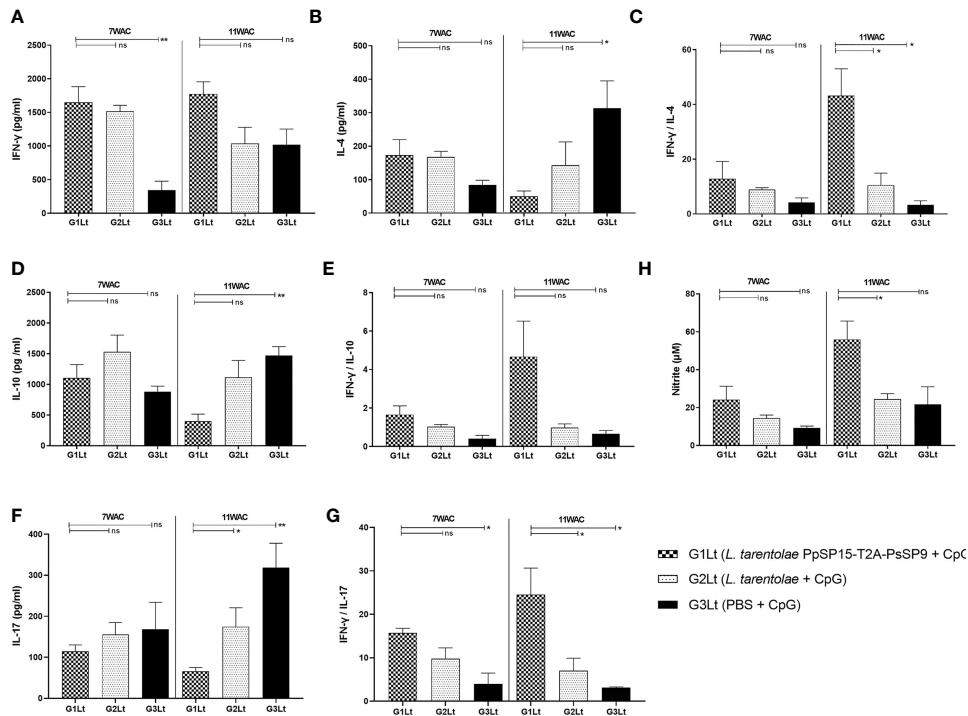 A
7WAC
11WAC
**
ns
ns
ns
2500
2000
1500
1000
500
0
IFN-γ (pg/ml)
G1Lt G2Lt G3Lt G1Lt G2Lt G3Lt
B
7WAC
11WAC
ns
*
ns
ns
500
400
300
200
100
0
IL-4 (pg/ml)
G1Lt G2Lt G3Lt G1Lt G2Lt G3Lt
C
7WAC
11WAC
ns
*
ns
*
60
40
20
0
IFN-γ / IL-4
G1Lt G2Lt G3Lt G1Lt G2Lt G3Lt
D
7WAC
11WAC
ns
**
ns
ns
2500
2000
1500
1000
500
0
IL-10 (pg /ml)
G1Lt G2Lt G3Lt G1Lt G2Lt G3Lt
E
7WAC
11WAC
ns
ns
ns
ns
8
6
4
2
0
IFN-γ / IL-10
G1Lt G2Lt G3Lt G1Lt G2Lt G3Lt
H
7WAC
11WAC
ns
ns
ns
*
80
60
40
20
0
Nitrite (µM)
G1Lt G2Lt G3Lt G1Lt G2Lt G3Lt
F
7WAC
11WAC
ns
**
ns
*
400
300
200
100
0
IL-17 (pg/ml)
G1Lt G2Lt G3Lt G1Lt G2Lt G3Lt
G
7WAC
11WAC
*
*
ns
*
40
30
20
10
0
IFN-γ / IL-17
G1Lt G2Lt G3Lt G1Lt G2Lt G3Lt
G1Lt (L. tarentolae PpSP15-T2A-PsSP9 + CpG
G2Lt (L. tarentolae + CpG)
G3Lt (PBS + CpG)